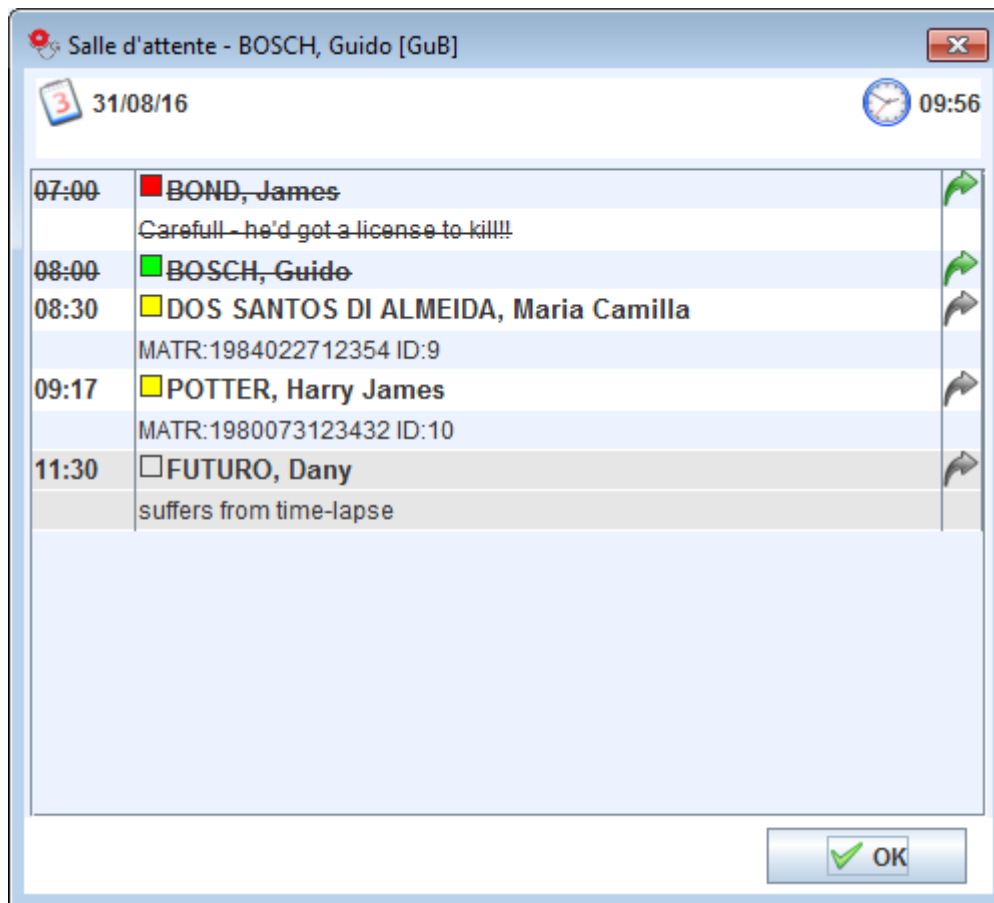 Salle d'attente - BOSCH, Guido [GuB]
31/08/16 09:56
07:00 BOND, James
Carefull - he'd got a license to kill!!
08:00 BOSCH, Guido
08:30 DOS SANTOS DI ALMEIDA, Maria Camilla
MATR:1984022712354 ID:9
09:17 POTTER, Harry James
MATR:1980073123432 ID:10
11:30 FUTURO, Dany
suffers from time-lapse
OK